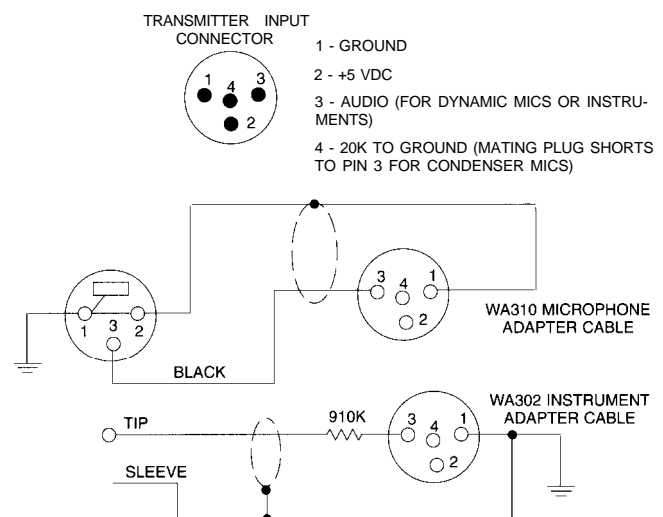 TRANSMITTER INPUT
CONNECTOR
1 4 3
2
1 - GROUND
2 - +5 VDC
3 - AUDIO (FOR DYNAMIC MICS OR INSTRU-
MENTS)
4 - 20K TO GROUND (MATING PLUG SHORTS
TO PIN 3 FOR CONDENSER MICS)
1 3 2
BLACK
3 4 1
2
WA310 MICROPHONE
ADAPTER CABLE
TIP
SLEEVE
910K
3 4 1
2
WA302 INSTRUMENT
ADAPTER CABLE